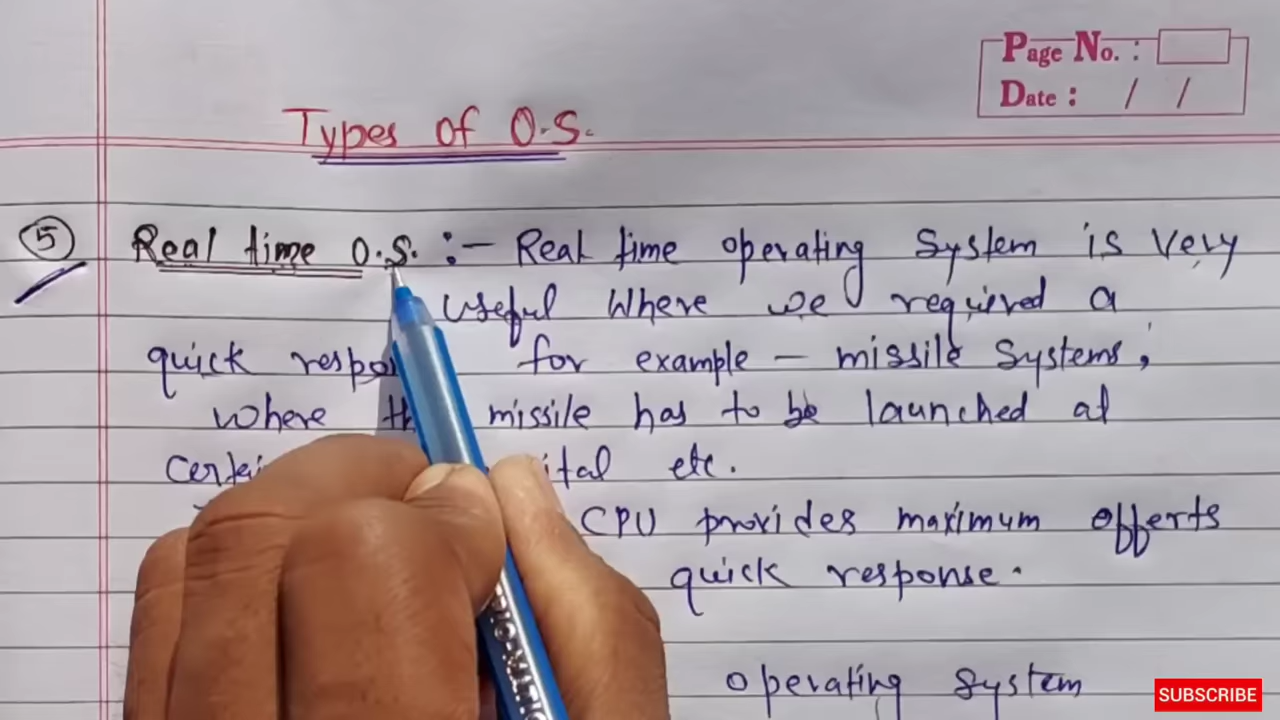 Page No. :
Date : / /
Types of O.S.
5 Real time O.S. :- Real time operating System is very
useful where we requierd a
quick for example - missile Systems,
where missile has to be launched at
etc.
CPU provides maximum offerts
quick response.
operating System
SUBSCRIBE